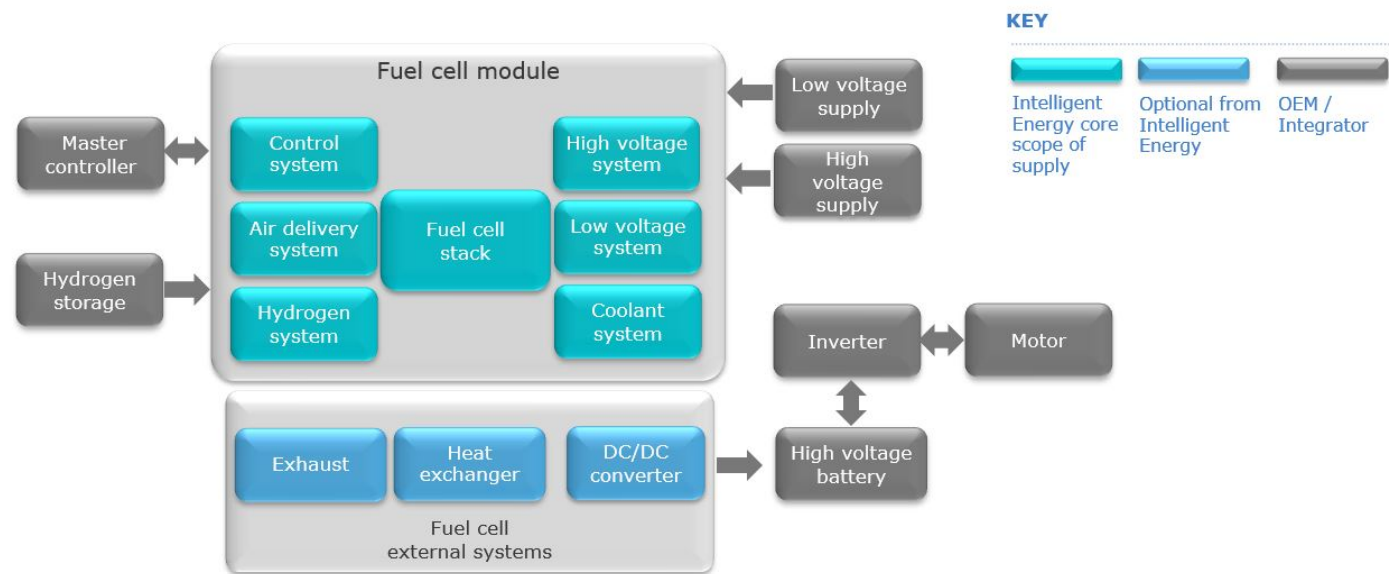 KEY
Intelligent
Energy core
scope of
supply
Optional from
Intelligent
Energy
OEM /
Integrator
Fuel cell module
Master
controller
Hydrogen
storage
Control
system
Air delivery
system
Hydrogen
system
Fuel cell
stack
High voltage
system
Low voltage
system
Coolant
system
Low voltage
supply
High
voltage
supply
Inverter
Motor
Exhaust
Heat
exchanger
DC/DC
converter
High voltage
battery
Fuel cell
external systems